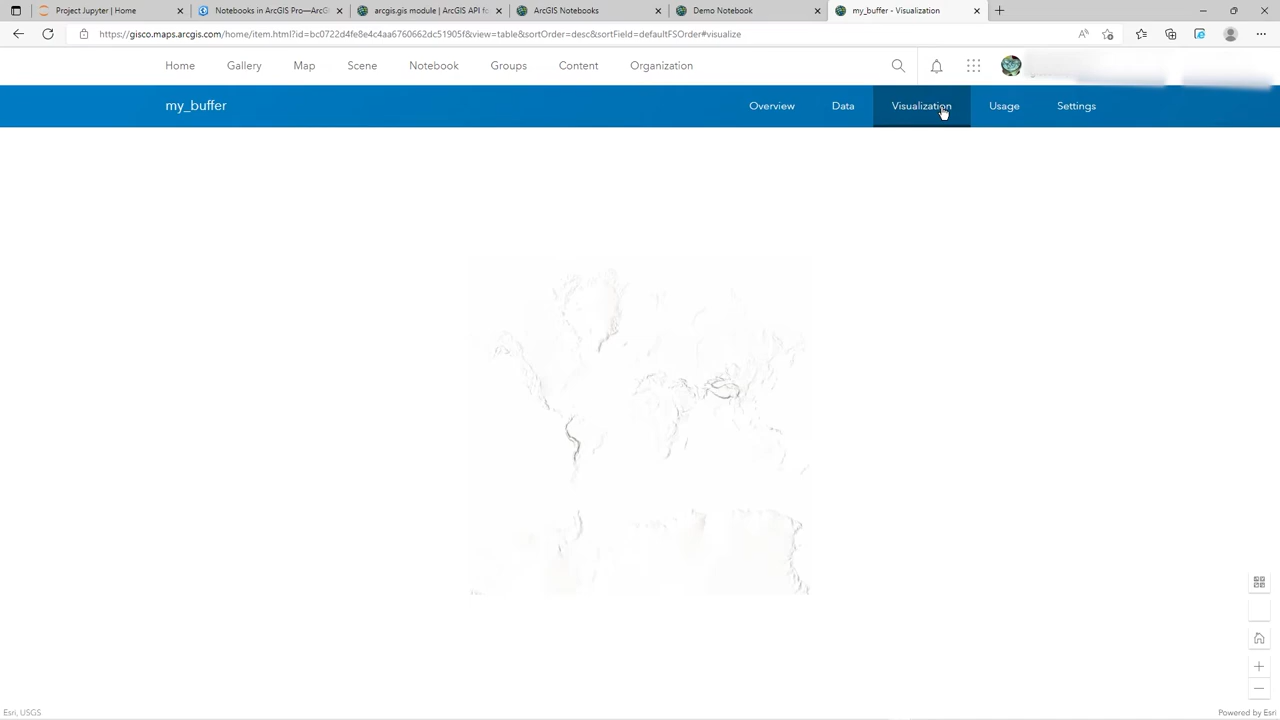 Project Jupyter | Home
Notebooks in ArcGIS Pro—ArcG
arcgis.gis module | ArcGIS API fo
ArcGIS Notebooks
Demo Notebook
my_buffer - Visualization
https://gisco.maps.arcgis.com/home/item.html?id=bc0722d4fe8e4c4aa6760662dc51905f&view=table&sortOrder=desc&sortField=defaultFSOrder#visualize
Home
Gallery
Map
Scene
Notebook
Groups
Content
Organization
my_buffer
Overview
Data
Visualization
Usage
Settings
Esri, USGS
Powered by Esri